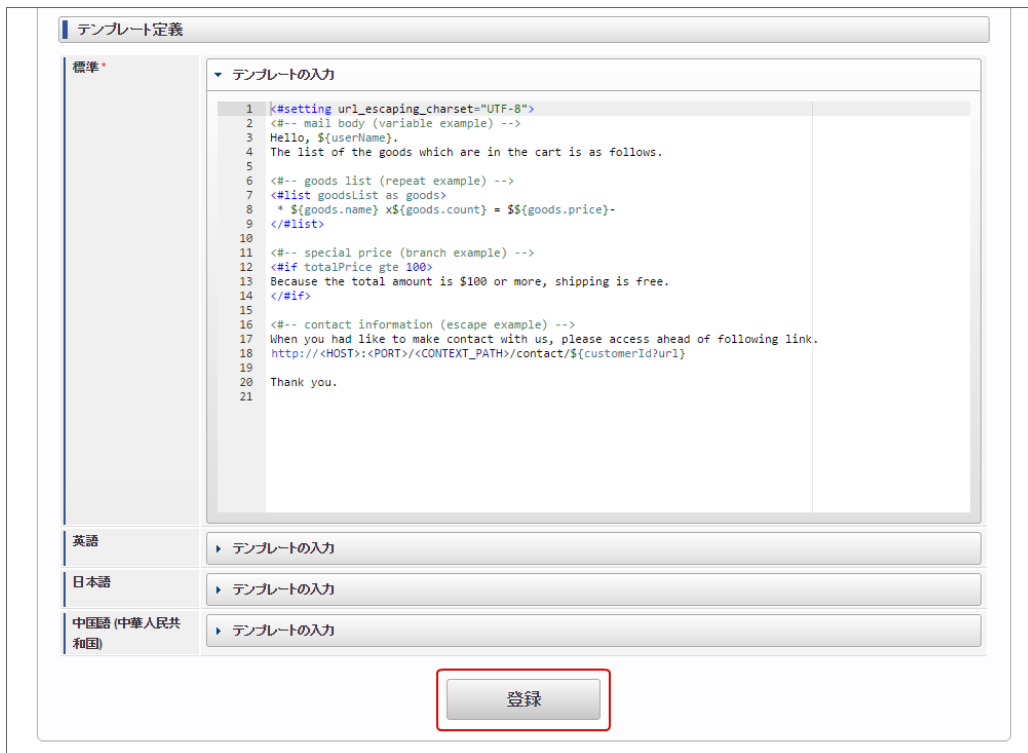 テンプレート定義
標準*
テンプレートの入力
1 <#setting url_escaping_charset="UTF-8">
2 <#-- mail body (variable example) -->
3 Hello, ${userName}.
4 The list of the goods which are in the cart is as follows.
5
6 <#-- goods list (repeat example) -->
7 <#list goodsList as goods>
8  * ${goods.name} x${goods.count} = $${goods.price}-
9 </#list>
10
11 <#-- special price (branch example) -->
12 <#if totalPrice gte 100>
13 Because the total amount is $100 or more, shipping is free.
14 </#if>
15
16 <#-- contact information (escape example) -->
17 When you had like to make contact with us, please access ahead of following link.
18 http://<HOST>:<PORT>/<CONTEXT_PATH>/contact/${customerId?url}
19
20 Thank you.
21
英語
テンプレートの入力
日本語
テンプレートの入力
中国語 (中華人民共
和国)
テンプレートの入力
登録